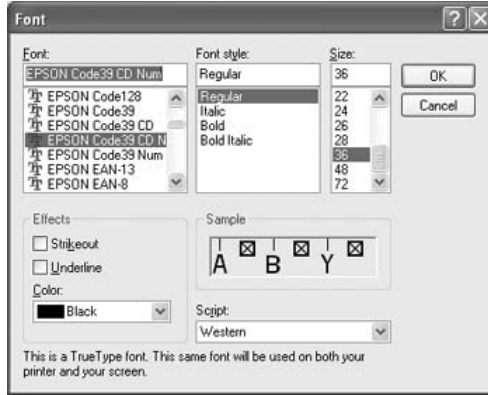 Font
Font: Font style: Size:
EPSON Code39 CD Num Regular 36 OK
EPSON Code128 Regular 22 Cancel
EPSON Code39 Italic 24
EPSON Code39 CD Bold 26
EPSON Code39 CD N Bold Italic 28
EPSON Code39 Num 36
EPSON EAN-13 48
EPSON EAN-8 72
Effects Sample
Strikeout A B Y
Underline
Color:
Black Script:
Western
This is a TrueType font. This same font will be used on both your
printer and your screen.